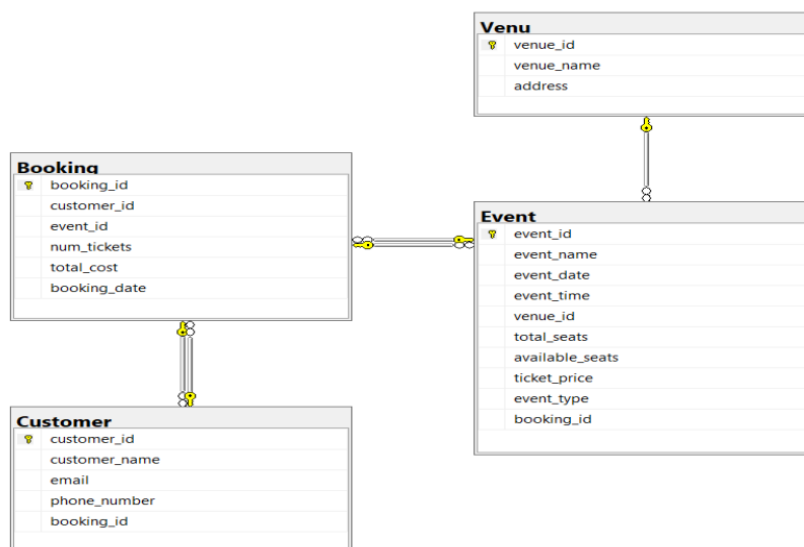 Venu
venue_id
venue_name
address
Booking
booking_id
customer_id
event_id
num_tickets
total_cost
booking_date
Event
event_id
event_name
event_date
event_time
venue_id
total_seats
available_seats
ticket_price
event_type
booking_id
Customer
customer_id
customer_name
email
phone_number
booking_id